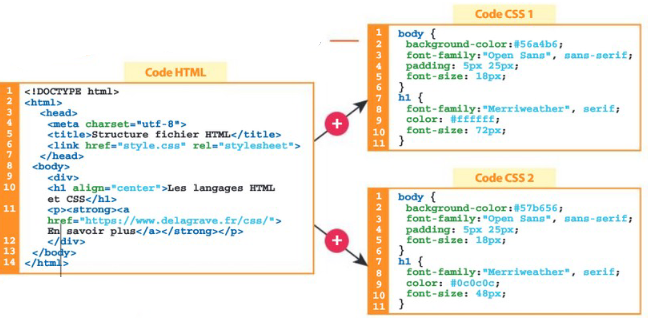 Code CSS 1
1 body {
2 background-color:#56a4b6;
3 font-family:"Open Sans", sans-serif;
4 padding: 5px 25px;
5 font-size: 18px;
6 }
7 h1 {
8 font-family:"Merriweather", serif;
9 color: #ffffff;
10 font-size: 72px;
11 }
Code HTML
1 <!DOCTYPE html>
2 <html>
3 <head>
4 <meta charset="utf-8">
5 <title>Structure fichier HTML</title>
6 <link href="style.css" rel="stylesheet">
7 </head>
8 <body>
9 <div>
10 <h1 align="center">Les langages HTML
et CSS</h1>
11 <p><strong><a
href="https://www.delagrave.fr/css/">
En savoir plus</a></strong></p>
12 </div>
13 </body>
14 </html>
+
+
Code CSS 2
1 body {
2 background-color:#57b656;
3 font-family:"Open Sans", sans-serif;
4 padding: 5px 25px;
5 font-size: 18px;
6 }
7 h1 {
8 font-family:"Merriweather", serif;
9 color: #0c0c0c;
10 font-size: 48px;
11 }